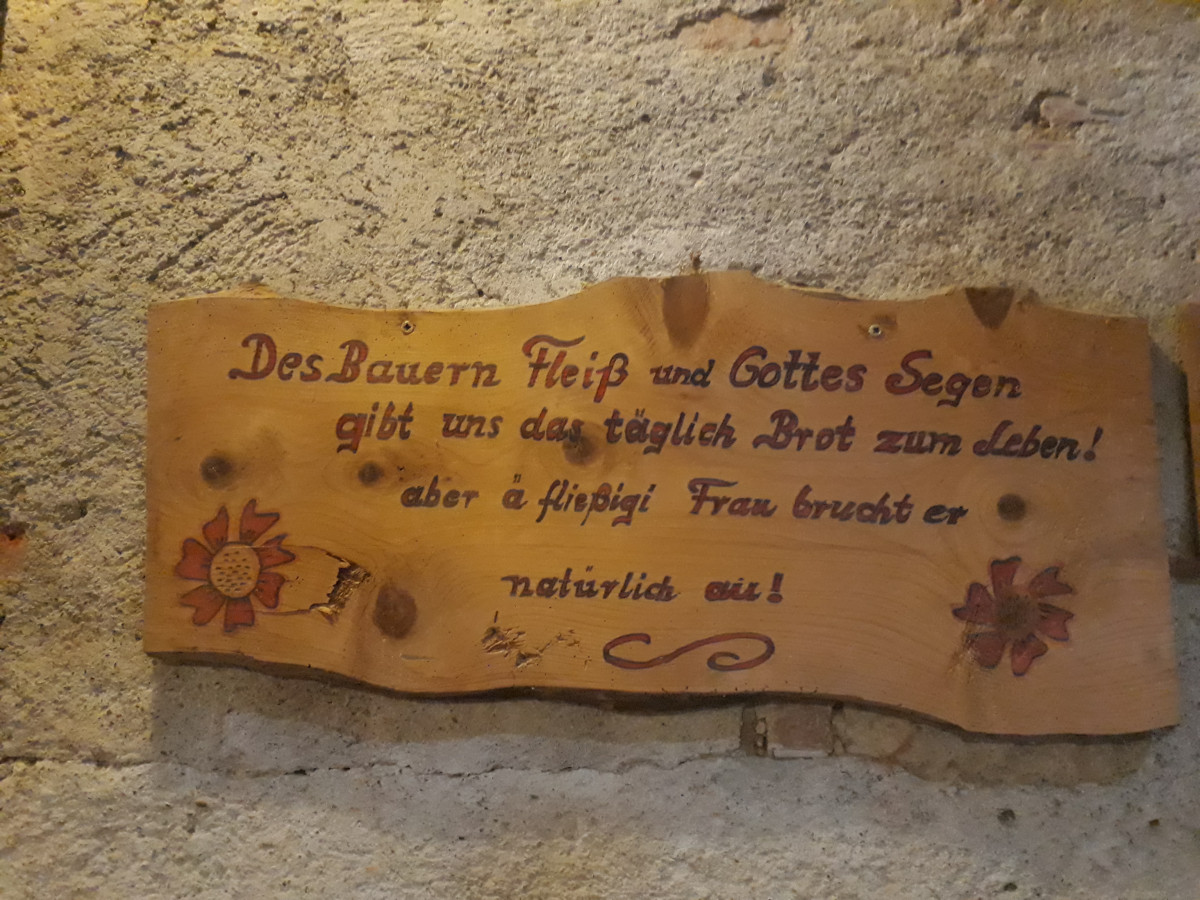 Des Bauern Fleiß und Gottes Segen
gibt uns das täglich Brot zum Leben!
aber ä fließigi Frau brucht er
natürlich au!